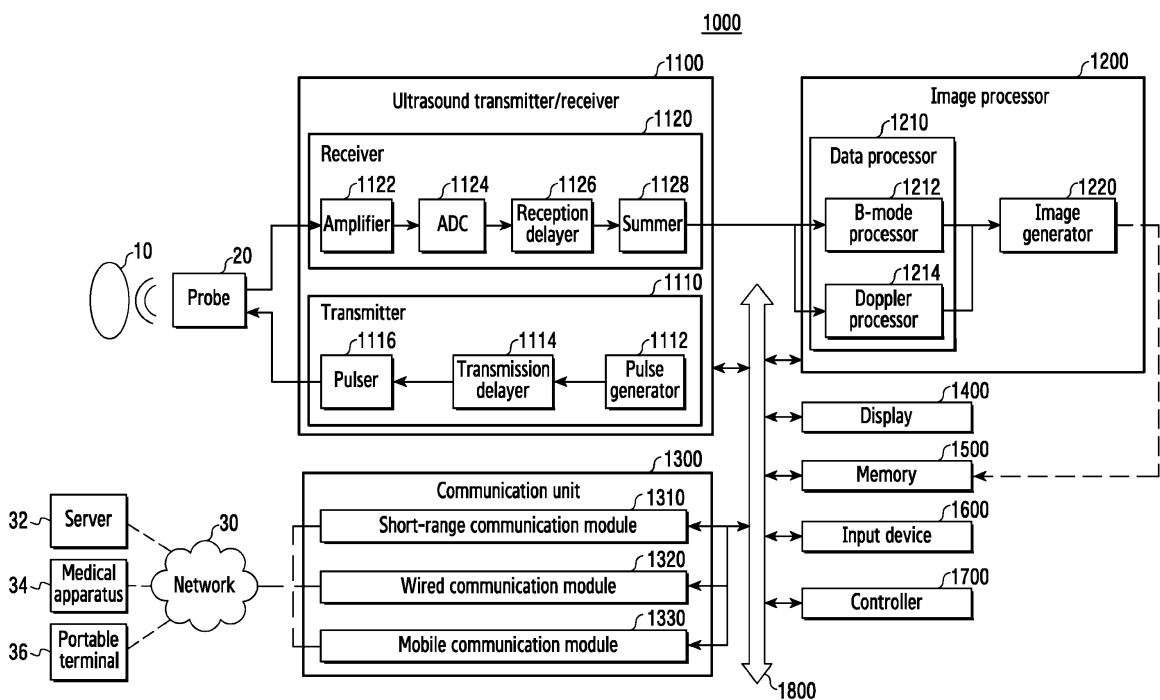 1000
1100
Ultrasound transmitter/receiver
1120
Receiver
1122
Amplifier
1124
ADC
1126
Reception
delayer
1128
Summer
10
20
Probe
1110
Transmitter
1116
Pulser
1114
Transmission
delayer
1112
Pulse
generator
1200
Image processor
1210
Data processor
1212
B-mode
processor
1214
Doppler
processor
1220
Image
generator
1400
Display
1500
Memory
1600
Input device
1700
Controller
1300
Communication unit
1310
Short-range communication module
1320
Wired communication module
1330
Mobile communication module
32
Server
34
Medical
apparatus
36
Portable
terminal
30
Network
1800